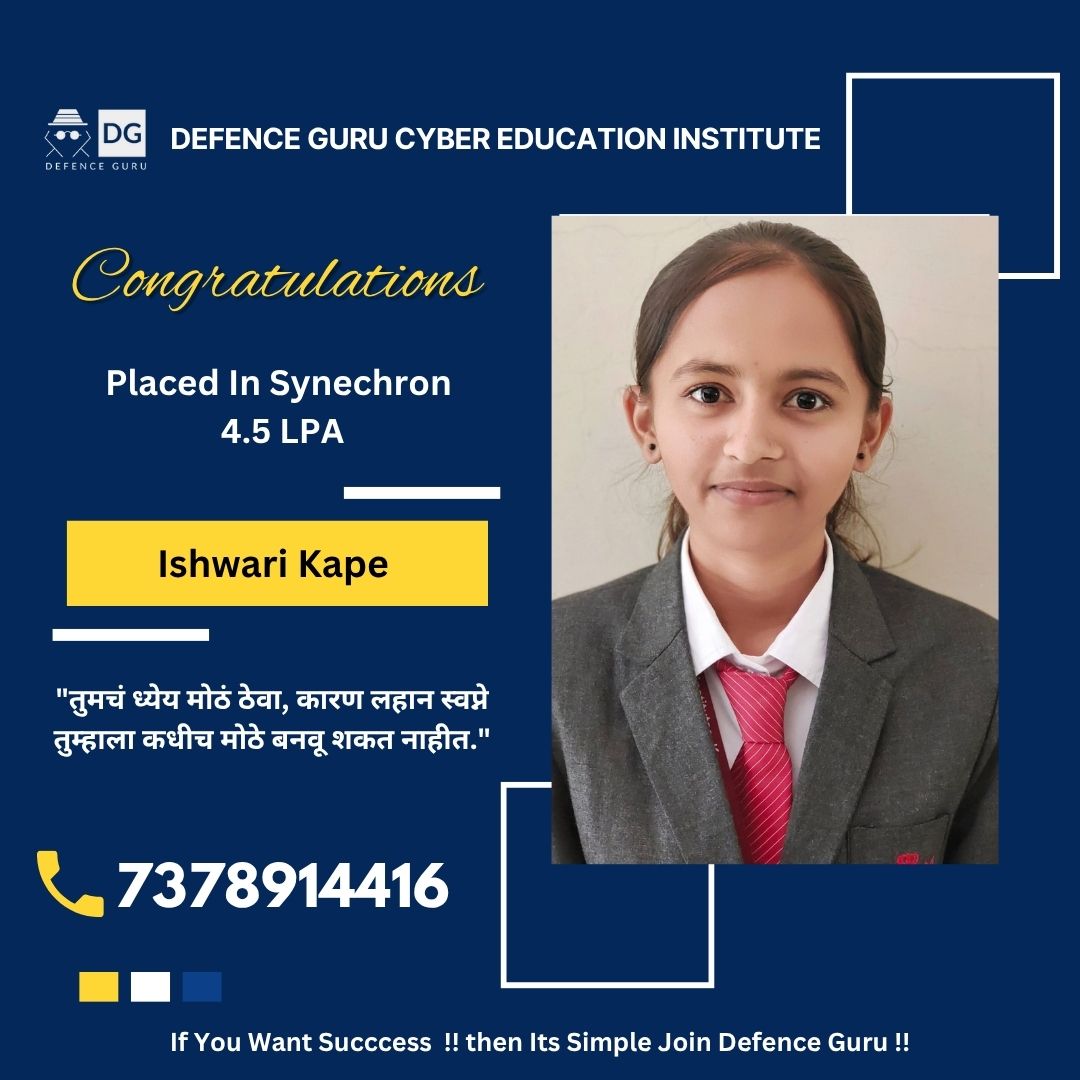 DG
DEFENCE GURU
DEFENCE GURU CYBER EDUCATION INSTITUTE
Congratulations
Placed In Synechron
4.5 LPA
Ishwari Kape
"तुमचं ध्येय मोठं ठेवा, कारण लहान स्वप्ने
तुम्हाला कधीच मोठे बनवू शकत नाहीत."
7378914416
If You Want Succcess !! then Its Simple Join Defence Guru !!